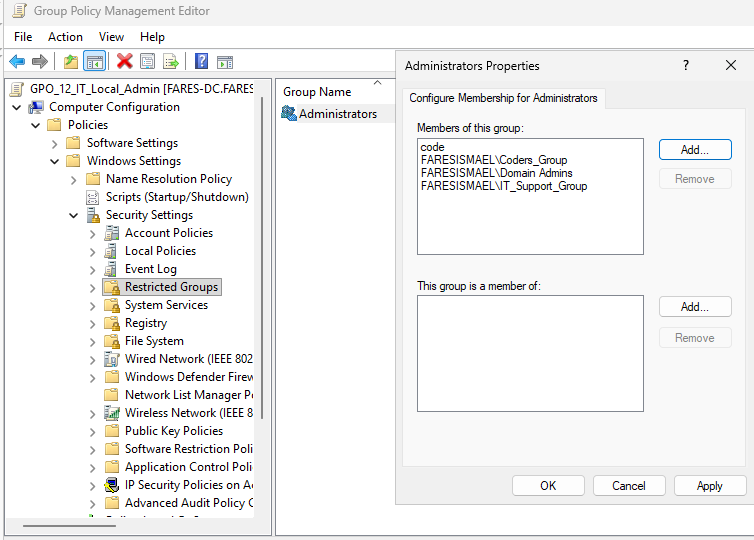 Group Policy Management Editor
File Action View Help
GPO_12_IT_Local_Admin [FARES-DC.FARES
Computer Configuration
Policies
Software Settings
Windows Settings
Name Resolution Policy
Scripts (Startup/Shutdown)
Security Settings
Account Policies
Local Policies
Event Log
Restricted Groups
System Services
Registry
File System
Wired Network (IEEE 802
Windows Defender Firew
Network List Manager P
Wireless Network (IEEE 8
Public Key Policies
Software Restriction Poli
Application Control Poli
IP Security Policies on A
Advanced Audit Policy C
Group Name
Administrators
Administrators Properties
Configure Membership for Administrators
Members of this group:
code
FARESISMAEL\Coders_Group
FARESISMAEL\Domain Admins
FARESISMAEL\IT_Support_Group
Add...
Remove
This group is a member of:
Add...
Remove
OK Cancel Apply